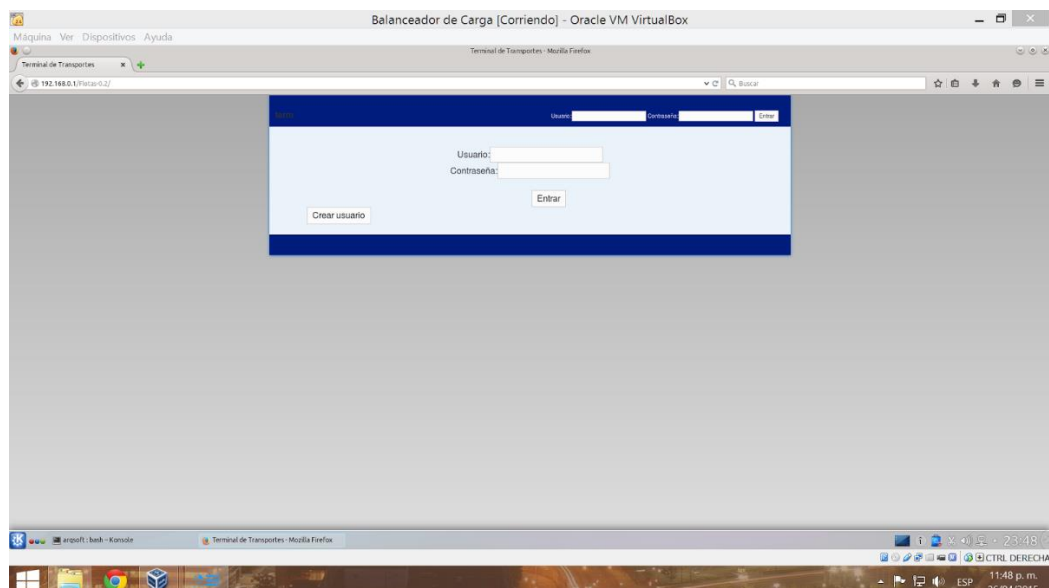 Balanceador de Carga [Corriendo] - Oracle VM VirtualBox
Máquina Ver Dispositivos Ayuda
Terminal de Transportes - Mozilla Firefox
Terminal de Transportes
192.168.0.1/Flotas-0.2/
Buscar
Inicio
Usuario: Contraseña: Entrar
Usuario:
Contraseña:
Entrar
Crear usuario
arqsoft : bash - Konsole
Terminal de Transportes - Mozilla Firefox
23:48
CTRL DERECHA
ESP
11:48 p. m.